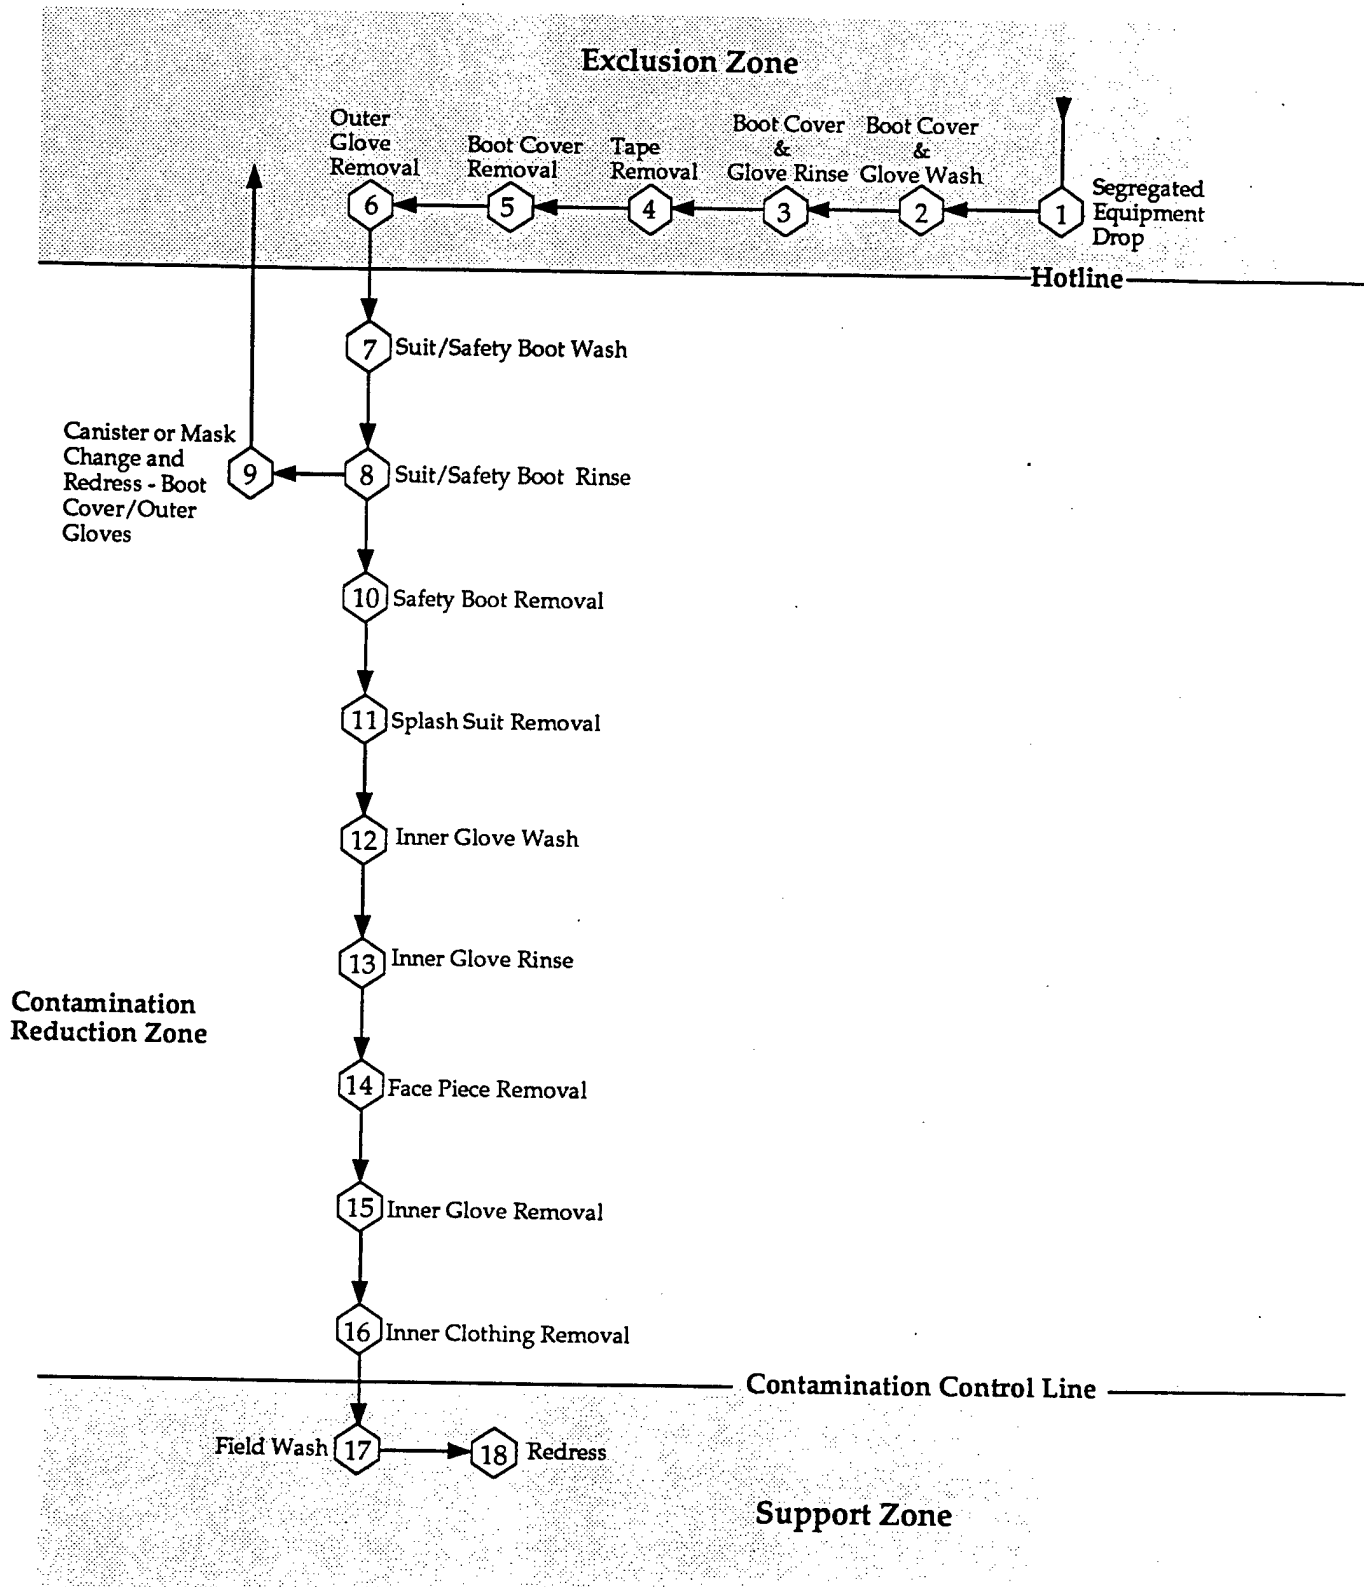 Exclusion Zone
Outer
Glove
Removal
6
Boot Cover
Removal
5
Tape
Removal
4
Boot Cover
&
Glove Rinse
3
Boot Cover
&
Glove Wash
2
1
Segregated
Equipment
Drop
Hotline
7 Suit/Safety Boot Wash
Canister or Mask
Change and
Redress - Boot
Cover/Outer
Gloves
9
8 Suit/Safety Boot Rinse
10 Safety Boot Removal
11 Splash Suit Removal
12 Inner Glove Wash
13 Inner Glove Rinse
Contamination
Reduction Zone
14 Face Piece Removal
15 Inner Glove Removal
16 Inner Clothing Removal
Contamination Control Line
Field Wash 17
18 Redress
Support Zone